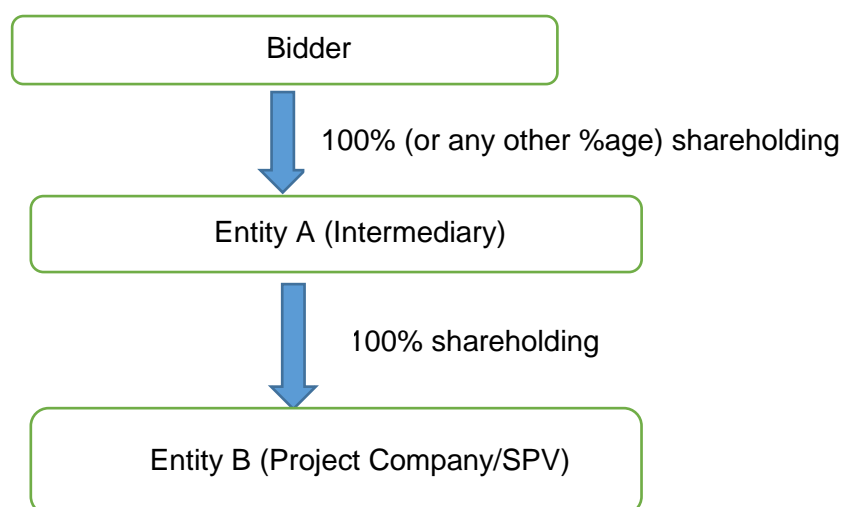 Bidder
100% (or any other %age) shareholding
Entity A (Intermediary)
100% shareholding
Entity B (Project Company/SPV)